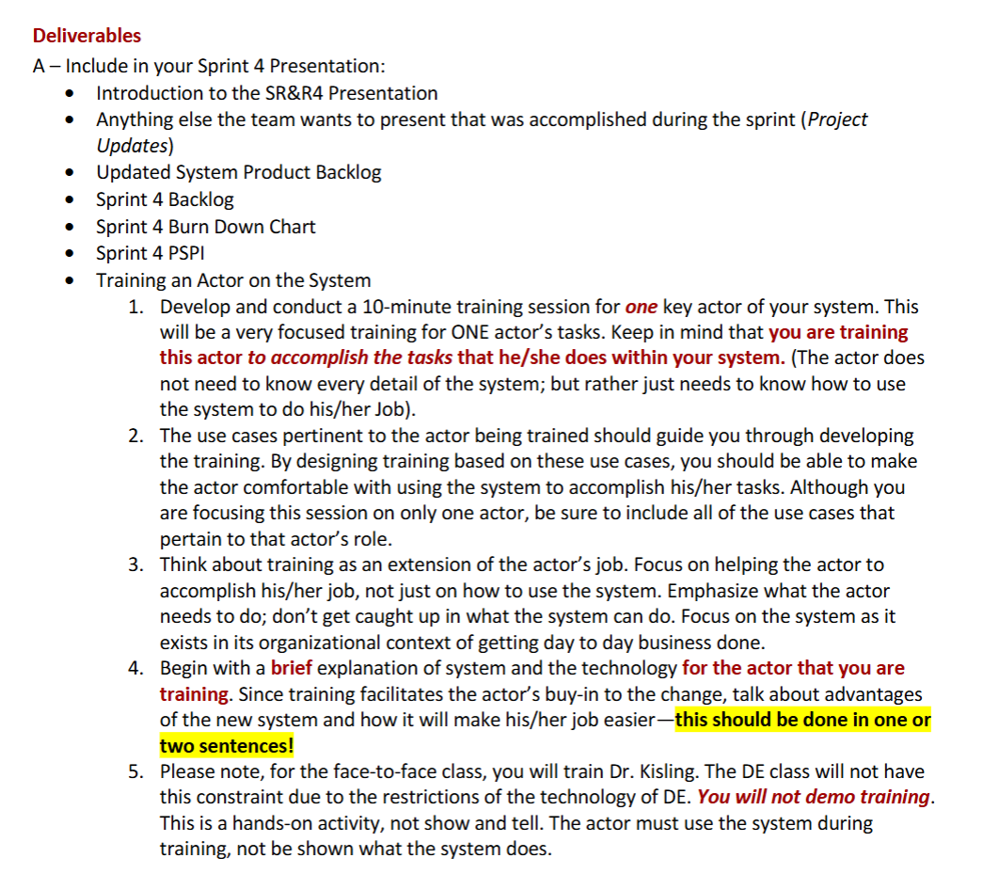 Deliverables
A – Include in your Sprint 4 Presentation:
• Introduction to the SR&R4 Presentation
• Anything else the team wants to present that was accomplished during the sprint (Project
Updates)
• Updated System Product Backlog
• Sprint 4 Backlog
• Sprint 4 Burn Down Chart
• Sprint 4 PSPI
• Training an Actor on the System
1. Develop and conduct a 10-minute training session for one key actor of your system. This
will be a very focused training for ONE actor's tasks. Keep in mind that you are training
this actor to accomplish the tasks that he/she does within your system. (The actor does
not need to know every detail of the system; but rather just needs to know how to use
the system to do his/her Job).
2. The use cases pertinent to the actor being trained should guide you through developing
the training. By designing training based on these use cases, you should be able to make
the actor comfortable with using the system to accomplish his/her tasks. Although you
are focusing this session on only one actor, be sure to include all of the use cases that
pertain to that actor's role.
3. Think about training as an extension of the actor's job. Focus on helping the actor to
accomplish his/her job, not just on how to use the system. Emphasize what the actor
needs to do; don't get caught up in what the system can do. Focus on the system as it
exists in its organizational context of getting day to day business done.
4. Begin with a brief explanation of system and the technology for the actor that you are
training. Since training facilitates the actor's buy-in to the change, talk about advantages
of the new system and how it will make his/her job easier—this should be done in one or
two sentences!
5. Please note, for the face-to-face class, you will train Dr. Kisling. The DE class will not have
this constraint due to the restrictions of the technology of DE. You will not demo training.
This is a hands-on activity, not show and tell. The actor must use the system during
training, not be shown what the system does.